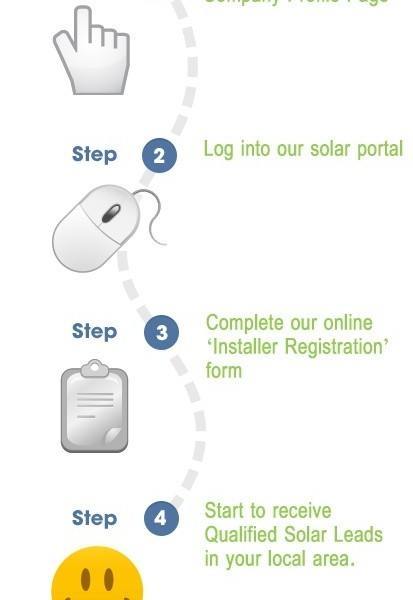 Company Profile Page
Step 2 Log into our solar portal
Step 3 Complete our online
‘Installer Registration’
form
Step 4 Start to receive
Qualified Solar Leads
in your local area.